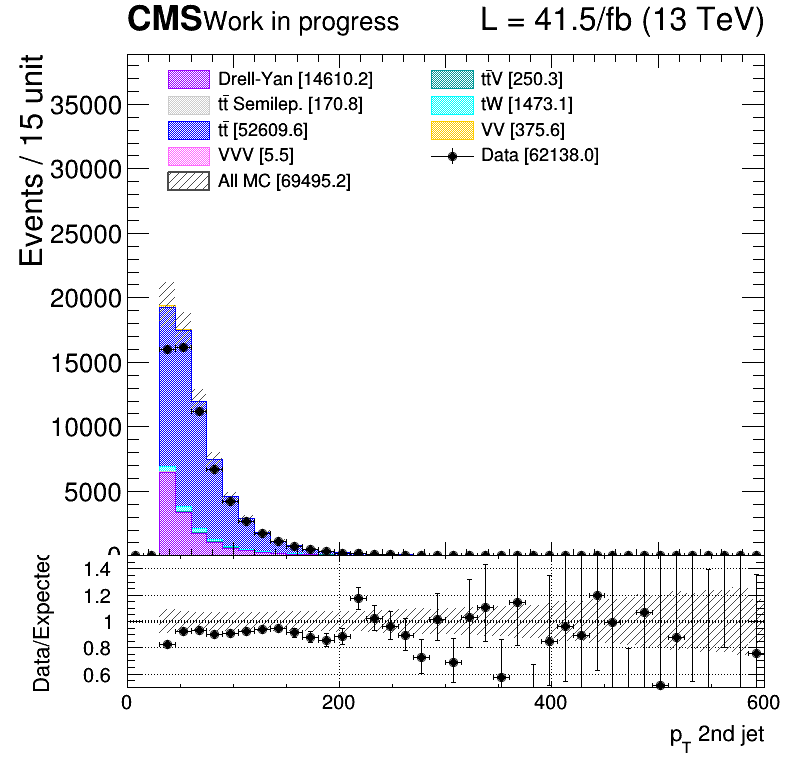 CMS Work in progress L = 41.5/fb (13 TeV)
Events / 15 unit
35000
30000
25000
20000
15000
10000
5000
0
Drell-Yan [14610.2]
tt̄ Semilep. [170.8]
tt̄ [52609.6]
VVV [5.5]
All MC [69495.2]
tt̄V [250.3]
tW [1473.1]
VV [375.6]
Data [62138.0]
Data/Expected
1.4
1.2
1
0.8
0.6
0 200 400 600
p_T 2nd jet